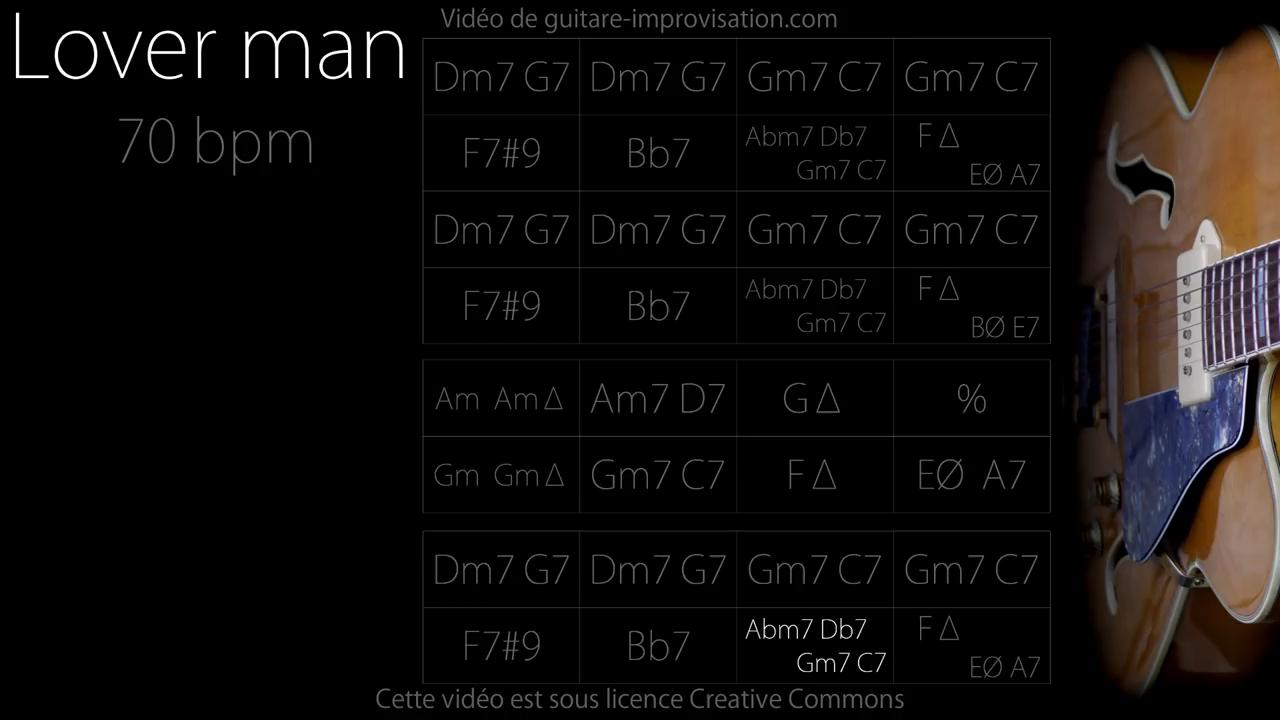 Lover man
70 bpm
Vidéo de guitare-improvisation.com
Dm7 G7 Dm7 G7 Gm7 C7 Gm7 C7
F7#9 Bb7 Abm7 Db7 Gm7 C7 F Δ EØ A7
Dm7 G7 Dm7 G7 Gm7 C7 Gm7 C7
F7#9 Bb7 Abm7 Db7 Gm7 C7 F Δ BØ E7
Am Am Δ Am7 D7 G Δ %
Gm Gm Δ Gm7 C7 F Δ EØ A7
Dm7 G7 Dm7 G7 Gm7 C7 Gm7 C7
F7#9 Bb7 Abm7 Db7 Gm7 C7 F Δ EØ A7
Cette vidéo est sous licence Creative Commons